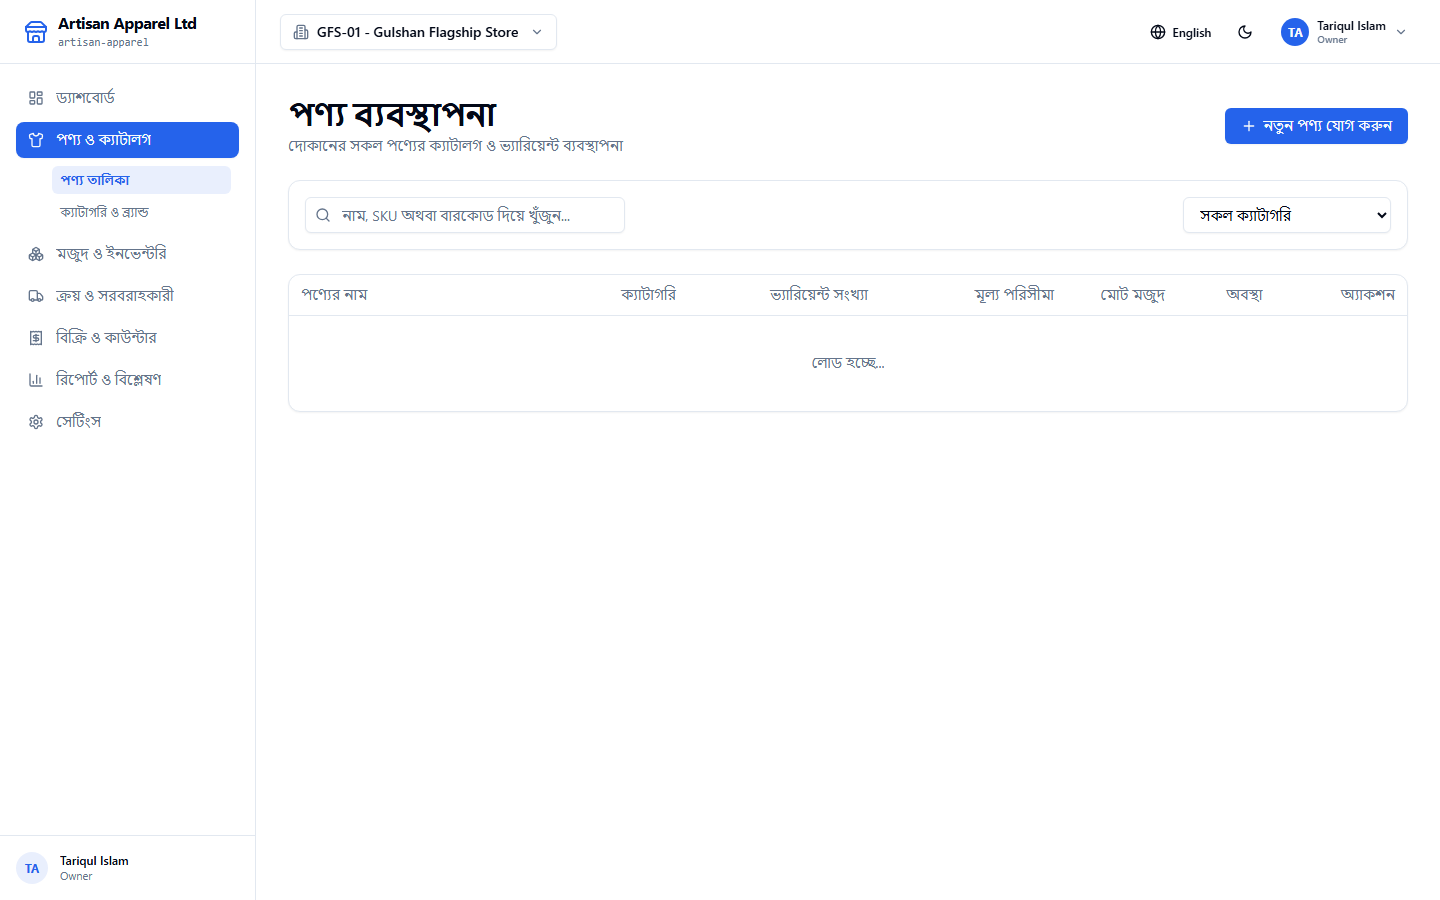 Artisan Apparel Ltd
artisan-apparel
GFS-01 - Gulshan Flagship Store
English
TA
Tariqul Islam
Owner
ড্যাশবোর্ড
পণ্য ও ক্যাটালগ
পণ্য তালিকা
ক্যাটাগরি ও ব্র্যান্ড
মজুদ ও ইনভেন্টরি
ক্রয় ও সরবরাহকারী
বিক্রি ও কাউন্টার
রিপোর্ট ও বিশ্লেষণ
সেটিংস
পণ্য ব্যবস্থাপনা
দোকানের সকল পণ্যের ক্যাটালগ ও ভ্যারিয়েন্ট ব্যবস্থাপনা
নতুন পণ্য যোগ করুন
নাম, SKU অথবা বারকোড দিয়ে খুঁজুন...
সকল ক্যাটাগরি
পণ্যের নাম ক্যাটাগরি ভ্যারিয়েন্ট সংখ্যা মূল্য পরিসীমা মোট মজুদ অবস্থা অ্যাকশন
লোড হচ্ছে...
TA
Tariqul Islam
Owner